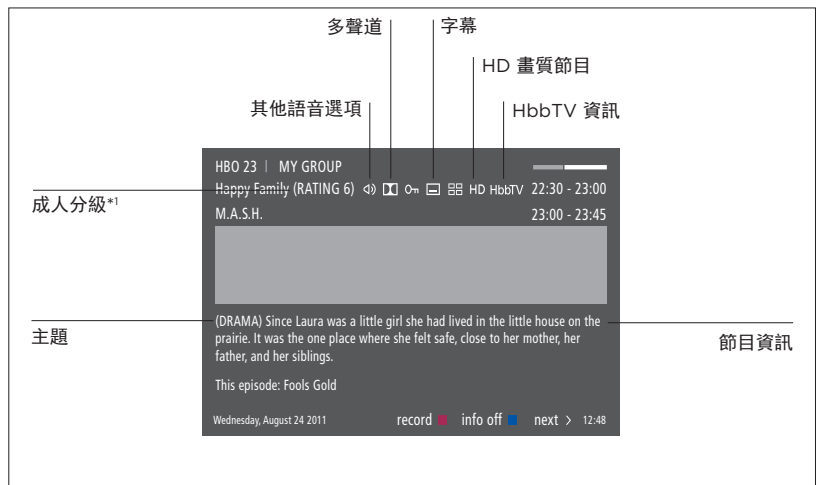 多聲道
字幕
HD 畫質節目
其他語音選項
HbbTV 資訊
HBO 23 | MY GROUP
Happy Family (RATING 6) HD HbbTV 22:30 - 23:00
成人分級*1
M.A.S.H. 23:00 - 23:45
(DRAMA) Since Laura was a little girl she had lived in the little house on the
主題
prairie. It was the one place where she felt safe, close to her mother, her
節目資訊
father, and her siblings.
This episode: Fools Gold
Wednesday, August 24 2011 record info off next > 12:48